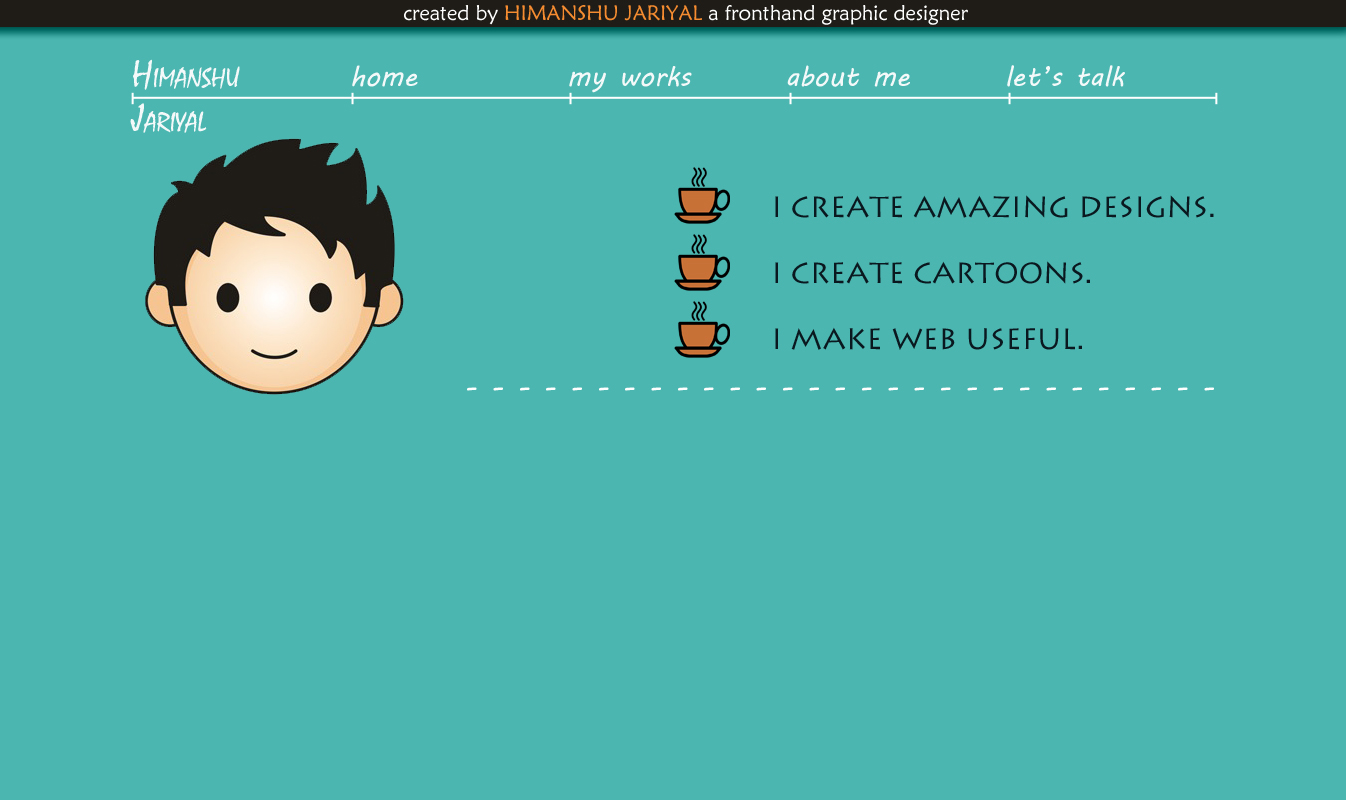 created by HIMANSHU JARIYAL a fronthand graphic designer
HIMANSHU
JARIYAL
home
my works
about me
let's talk
I CREATE AMAZING DESIGNS.
I CREATE CARTOONS.
I MAKE WEB USEFUL.